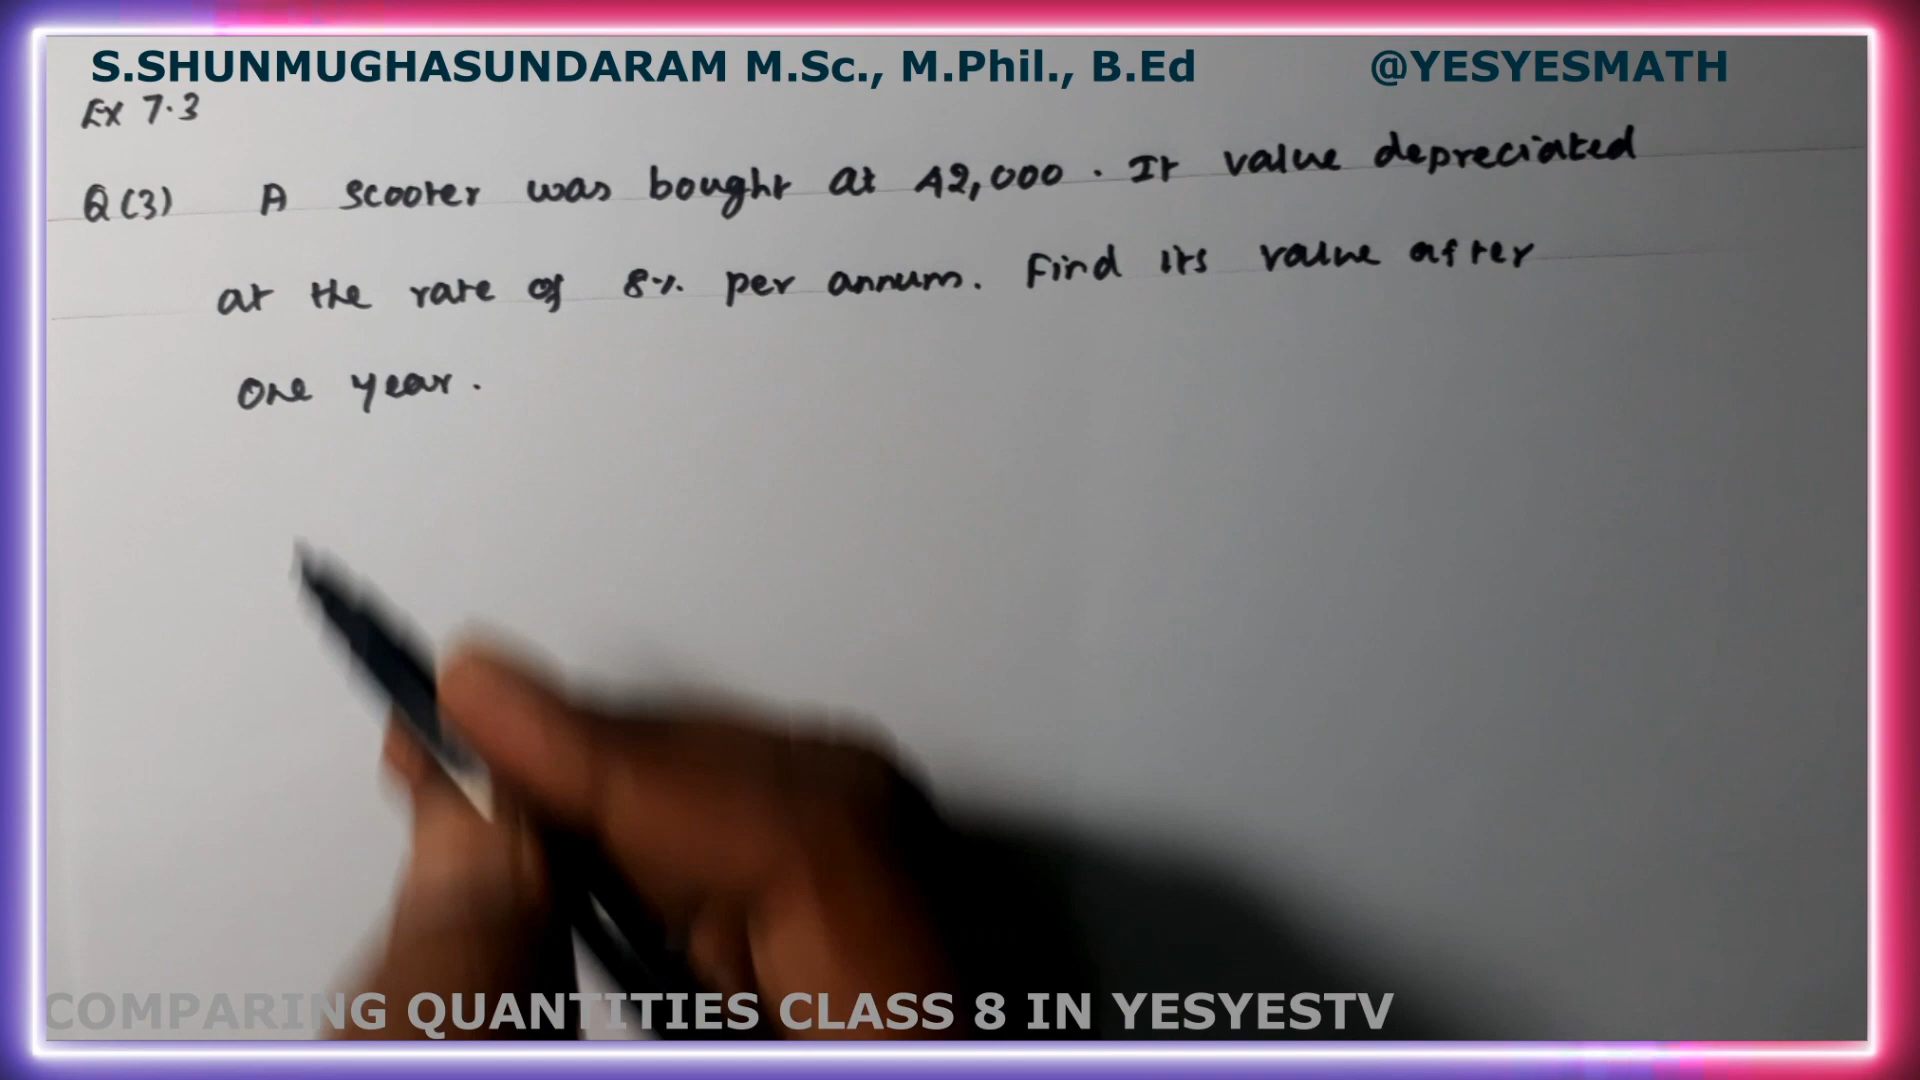 S.SHUNMUGHASUNDARAM M.Sc., M.Phil., B.Ed @YESYESMATH
Ex 7.3
Q(3) A scooter was bought at 42,000. It value depreciated
at the rate of 8% per annum. Find its value after
one year.
COMPARING QUANTITIES CLASS 8 IN YESYESTV